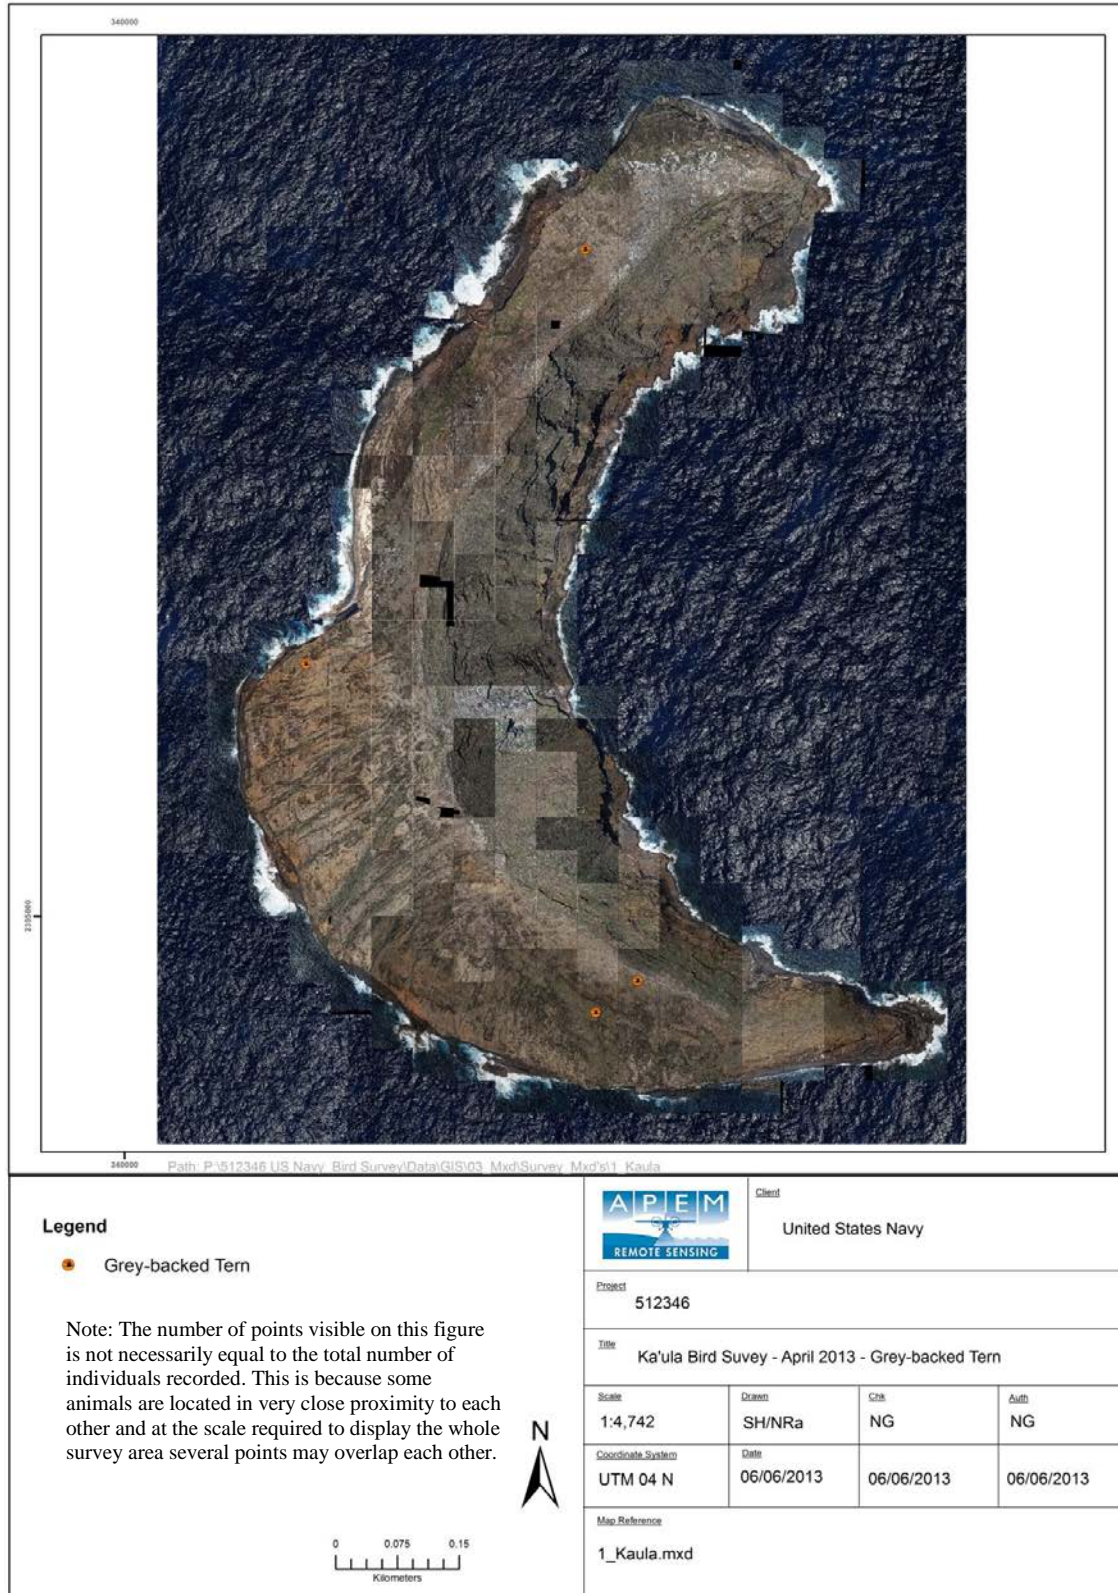 340000
2395000
340000
Path: P:\512346 US Navy_Bird Survey\Data\GIS\03_Mxd\Survey_Mxd's\1_Kaula
Legend
Grey-backed Tern
Note: The number of points visible on this figure
is not necessarily equal to the total number of
individuals recorded. This is because some
animals are located in very close proximity to each
other and at the scale required to display the whole
survey area several points may overlap each other.
N
0 0.075 0.15
Kilometers
APEM
REMOTE SENSING
Client
United States Navy
Project
512346
Title
Ka'ula Bird Suvey - April 2013 - Grey-backed Tern
Scale
1:4,742
Drawn
SH/NRa
Chk
NG
Auth
NG
Coordinate System
UTM 04 N
Date
06/06/2013
06/06/2013
06/06/2013
Map Reference
1_Kaula.mxd